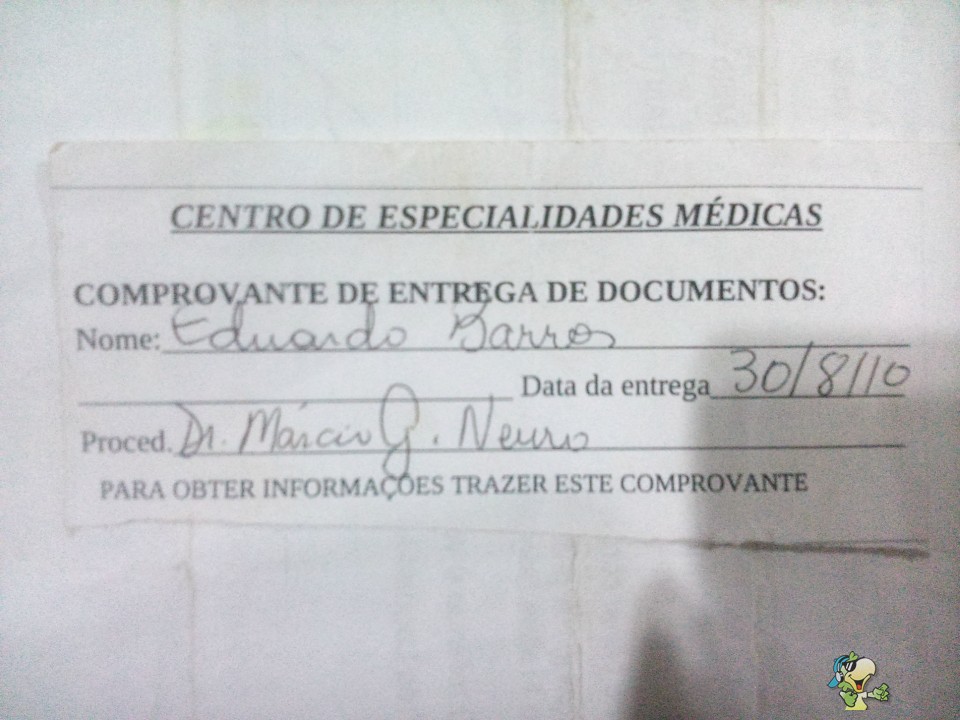 CENTRO DE ESPECIALIDADES MÉDICAS
COMPROVANTE DE ENTREGA DE DOCUMENTOS:
Nome: Eduardo Barros
Data da entrega 30/8/10
Proced. Dr. Márcio G. Neuro
PARA OBTER INFORMAÇÕES TRAZER ESTE COMPROVANTE